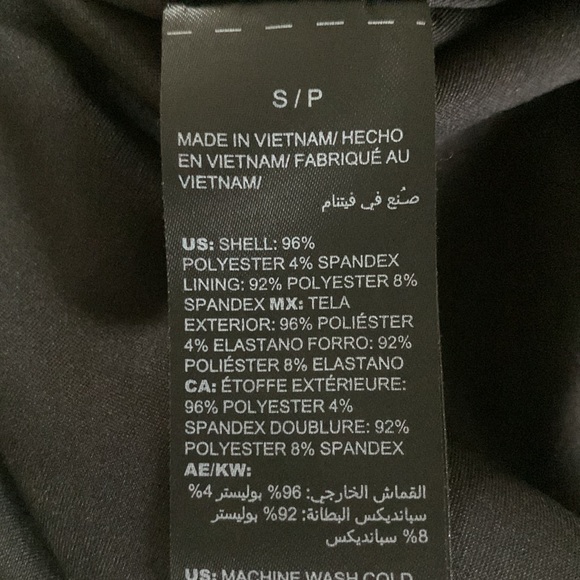 S / P
MADE IN VIETNAM/ HECHO
EN VIETNAM/ FABRIQUÉ AU
VIETNAM/
صُنع في فيتنام
US: SHELL: 96%
POLYESTER 4% SPANDEX
LINING: 92% POLYESTER 8%
SPANDEX MX: TELA
EXTERIOR: 96% POLIÉSTER
4% ELASTANO FORRO: 92%
POLIÉSTER 8% ELASTANO
CA: ÉTOFFE EXTÉRIEURE:
96% POLYESTER 4%
SPANDEX DOUBLURE: 92%
POLYESTER 8% SPANDEX
AE/KW:
القماش الخارجي: 96% بوليستر 4%
سبانديكس البطانة: 92% بوليستر
8% سبانديكس
US: MACHINE WASH COLD